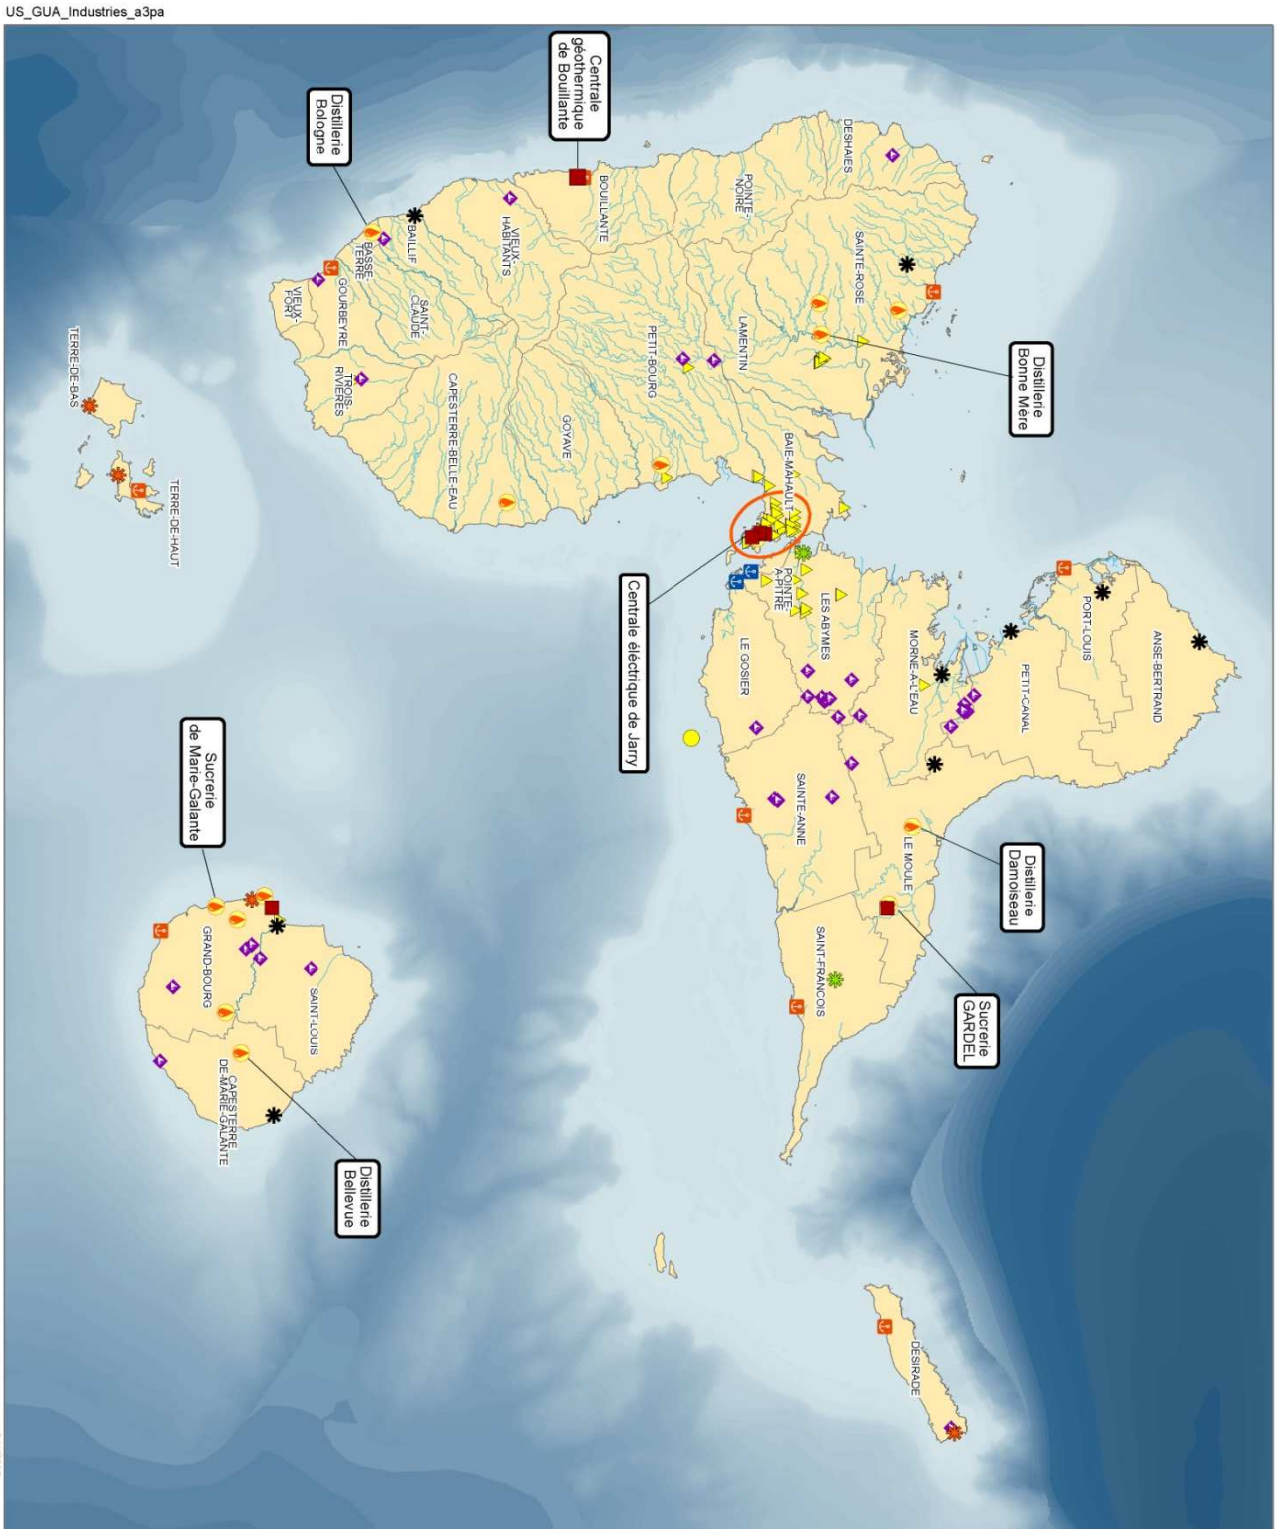 US_GUA_Industries_a3pa
Centrale
géothermique
de Bouillante
Distillerie
Bologne
DESHAIES
POINTE-
NOIRE
BOUILLANTE
VIEUX-
HABITANTS
BAILLIF
BASSE-
TERRE
SAINT-
CLAUDE
GOURBEYRE
VIEUX-
FORT
TROIS-
RIVIERES
CAPESTERRE-BELLE-EAU
GOYAVE
PETIT-BOURG
LAMENTIN
SAINTE-ROSE
BAIE-MAHAULT
Distillerie
Bonne Mère
TERRE-DE-BAS
TERRE-DE-HAUT
Centrale éléctrique de Jarry
POINTE-
A-PITRE
LES ABYMES
LE GOSIER
MORNE-A-L'EAU
PETIT-CANAL
PORT-LOUIS
ANSE-BERTRAND
SAINTE-ANNE
LE MOULE
SAINT-FRANCOIS
Distillerie
Damoiseau
Sucrerie
GARDEL
Sucrerie
de Marie-Galante
GRAND-BOURG
SAINT-LOUIS
CAPESTERRE
DE-MARIE-GALANTE
Distillerie
Bellevue
DESIRADE